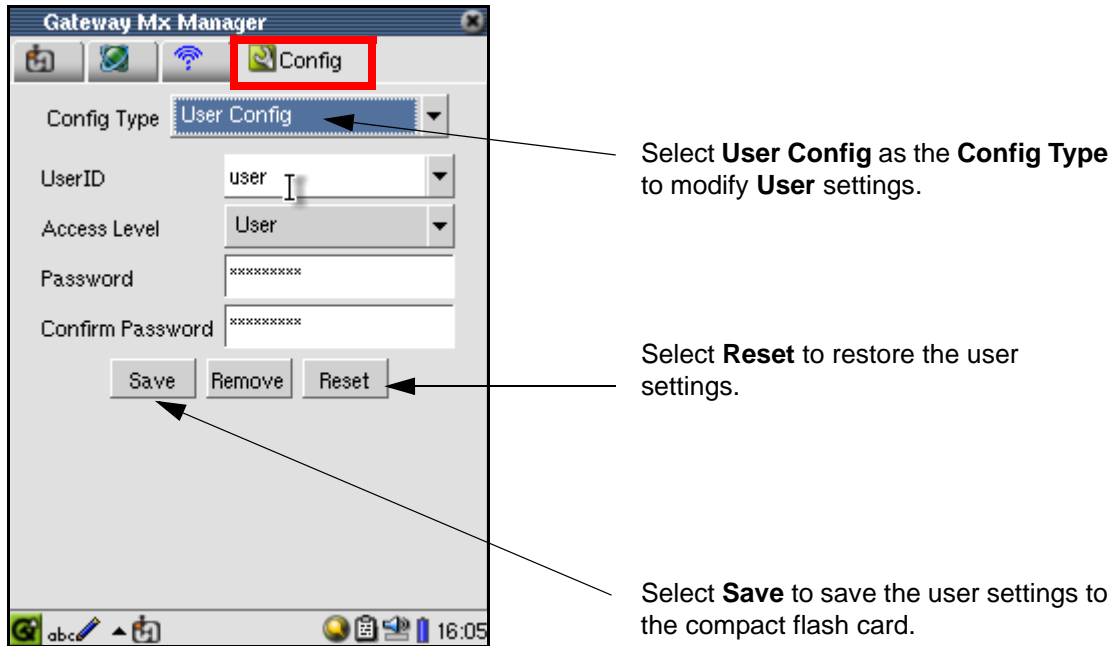 Gateway Mx Manager
Config
Config Type User Config
UserID user
Access Level User
Password *********
Confirm Password *********
Save Remove Reset
abc 16:05
Select User Config as the Config Type
to modify User settings.
Select Reset to restore the user
settings.
Select Save to save the user settings to
the compact flash card.